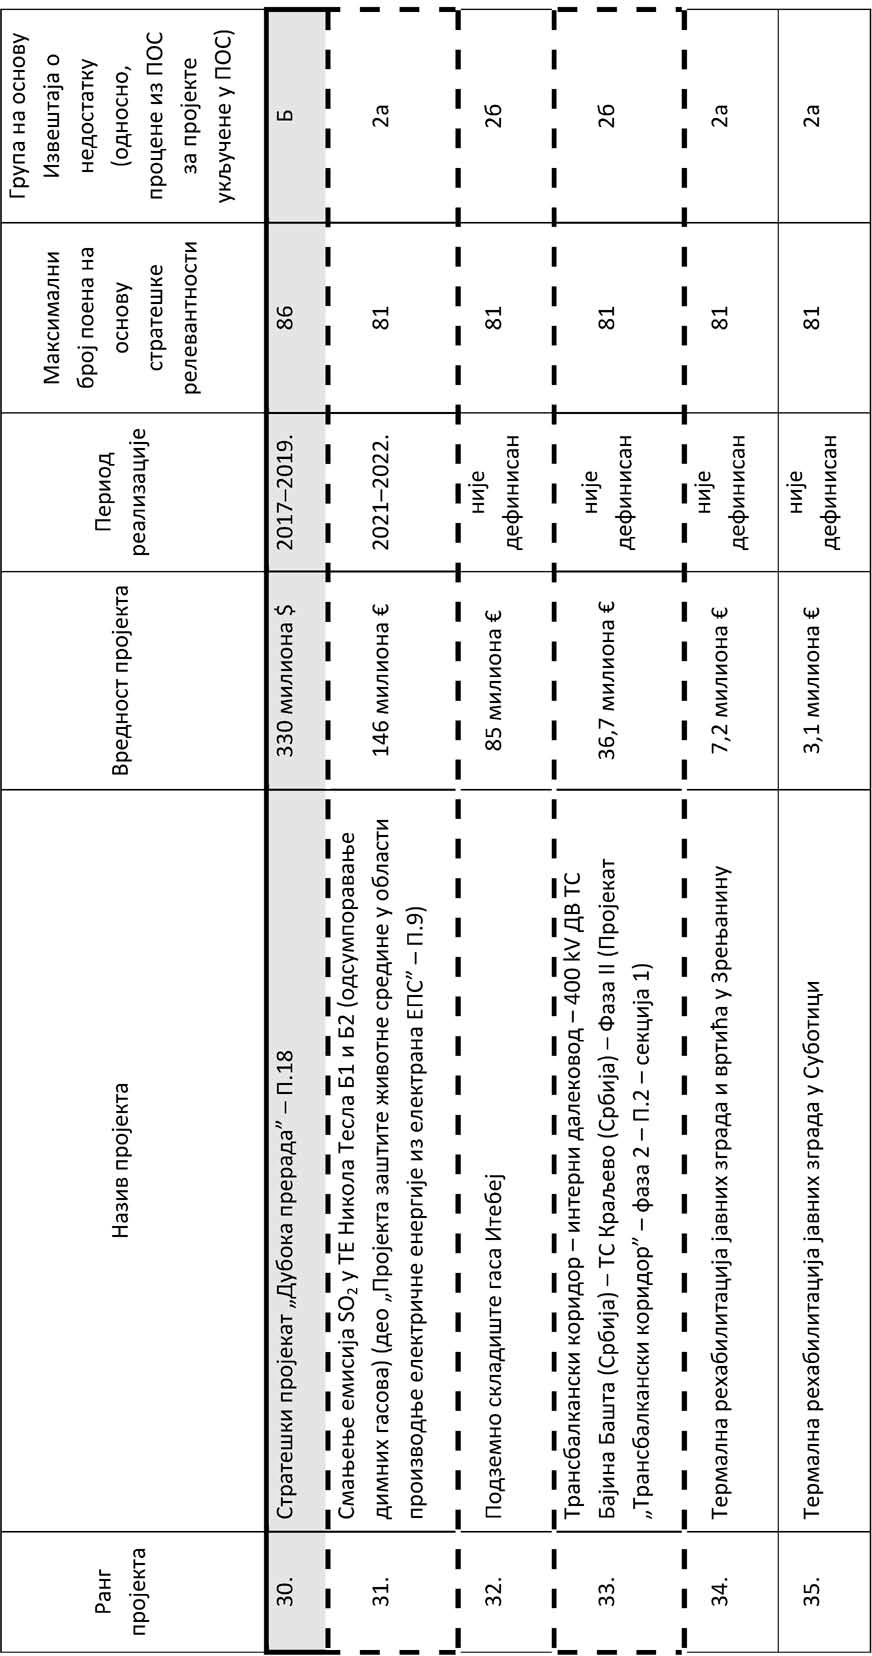 Ранг
пројекта
Назив пројекта
Вредност пројекта
Период
реализације
Максимални
број поена на
основу
стратешке
релевантности
Група на основу
Извештаја о
недостатку
(односно,
процене из ПОС
за пројекте
укључене у ПОС)
30.
Стратешки пројекат „Дубока прерада” – П.18
330 милиона $
2017–2019.
86
Б
31.
Смањење емисија SO₂ у ТЕ Никола Тесла Б1 и Б2 (одсумпоравање
димних гасова) (део „Пројекта заштите животне средине у области
производње електричне енергије из електрана ЕПС” – П.9)
146 милиона €
2021–2022.
81
2а
32.
Подземно складиште гаса Итебеј
85 милиона €
није
дефинисан
81
2б
33.
Трансбалкански коридор – интерни далековод – 400 kV ДВ ТС
Бајина Башта (Србија) – ТС Краљево (Србија) – Фаза II (Пројекат
„Трансбалкански коридор” – фаза 2 – П.2 – секција 1)
36,7 милиона €
није
дефинисан
81
2б
34.
Термална рехабилитација јавних зграда и вртића у Зрењанину
7,2 милиона €
није
дефинисан
81
2а
35.
Термална рехабилитација јавних зграда у Суботици
3,1 милиона €
није
дефинисан
81
2а